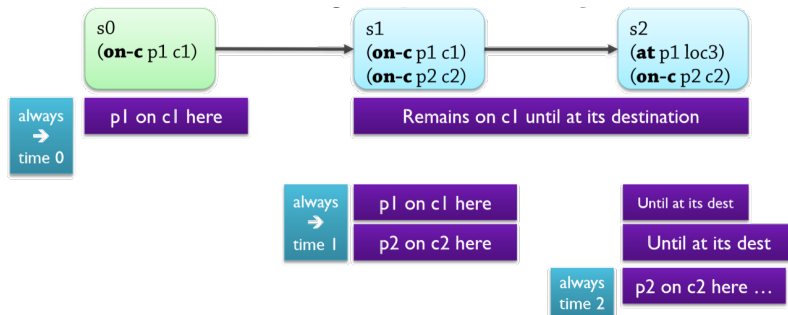 s0
(on-c p1 c1)
s1
(on-c p1 c1)
(on-c p2 c2)
s2
(at p1 loc3)
(on-c p2 c2)
always
➔
time 0
p1 on c1 here
Remains on c1 until at its destination
always
➔
time 1
p1 on c1 here
Until at its dest
p2 on c2 here
Until at its dest
always
time 2
p2 on c2 here ...